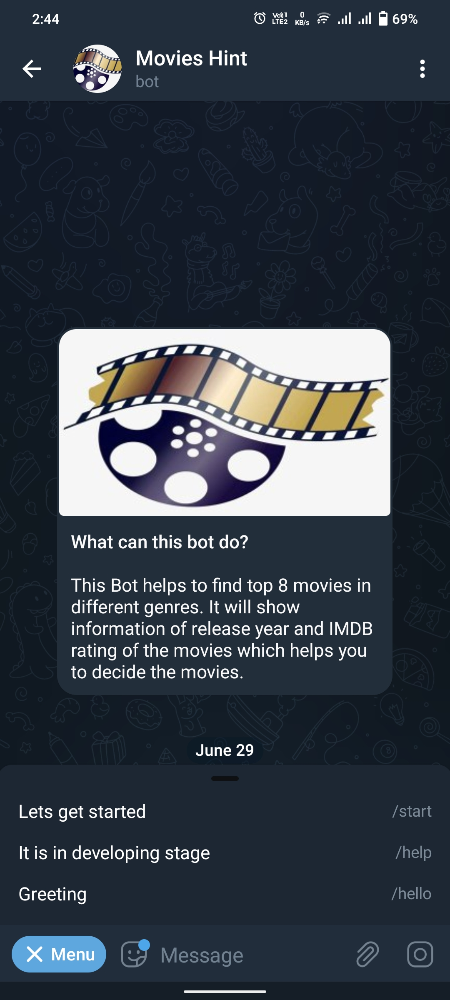 2:44
Vo))1
LTE2
0
KB/s
69%
Movies Hint
bot
What can this bot do?
This Bot helps to find top 8 movies in
different genres. It will show
information of release year and IMDB
rating of the movies which helps you
to decide the movies.
June 29
Lets get started /start
It is in developing stage /help
Greeting /hello
Menu
Message